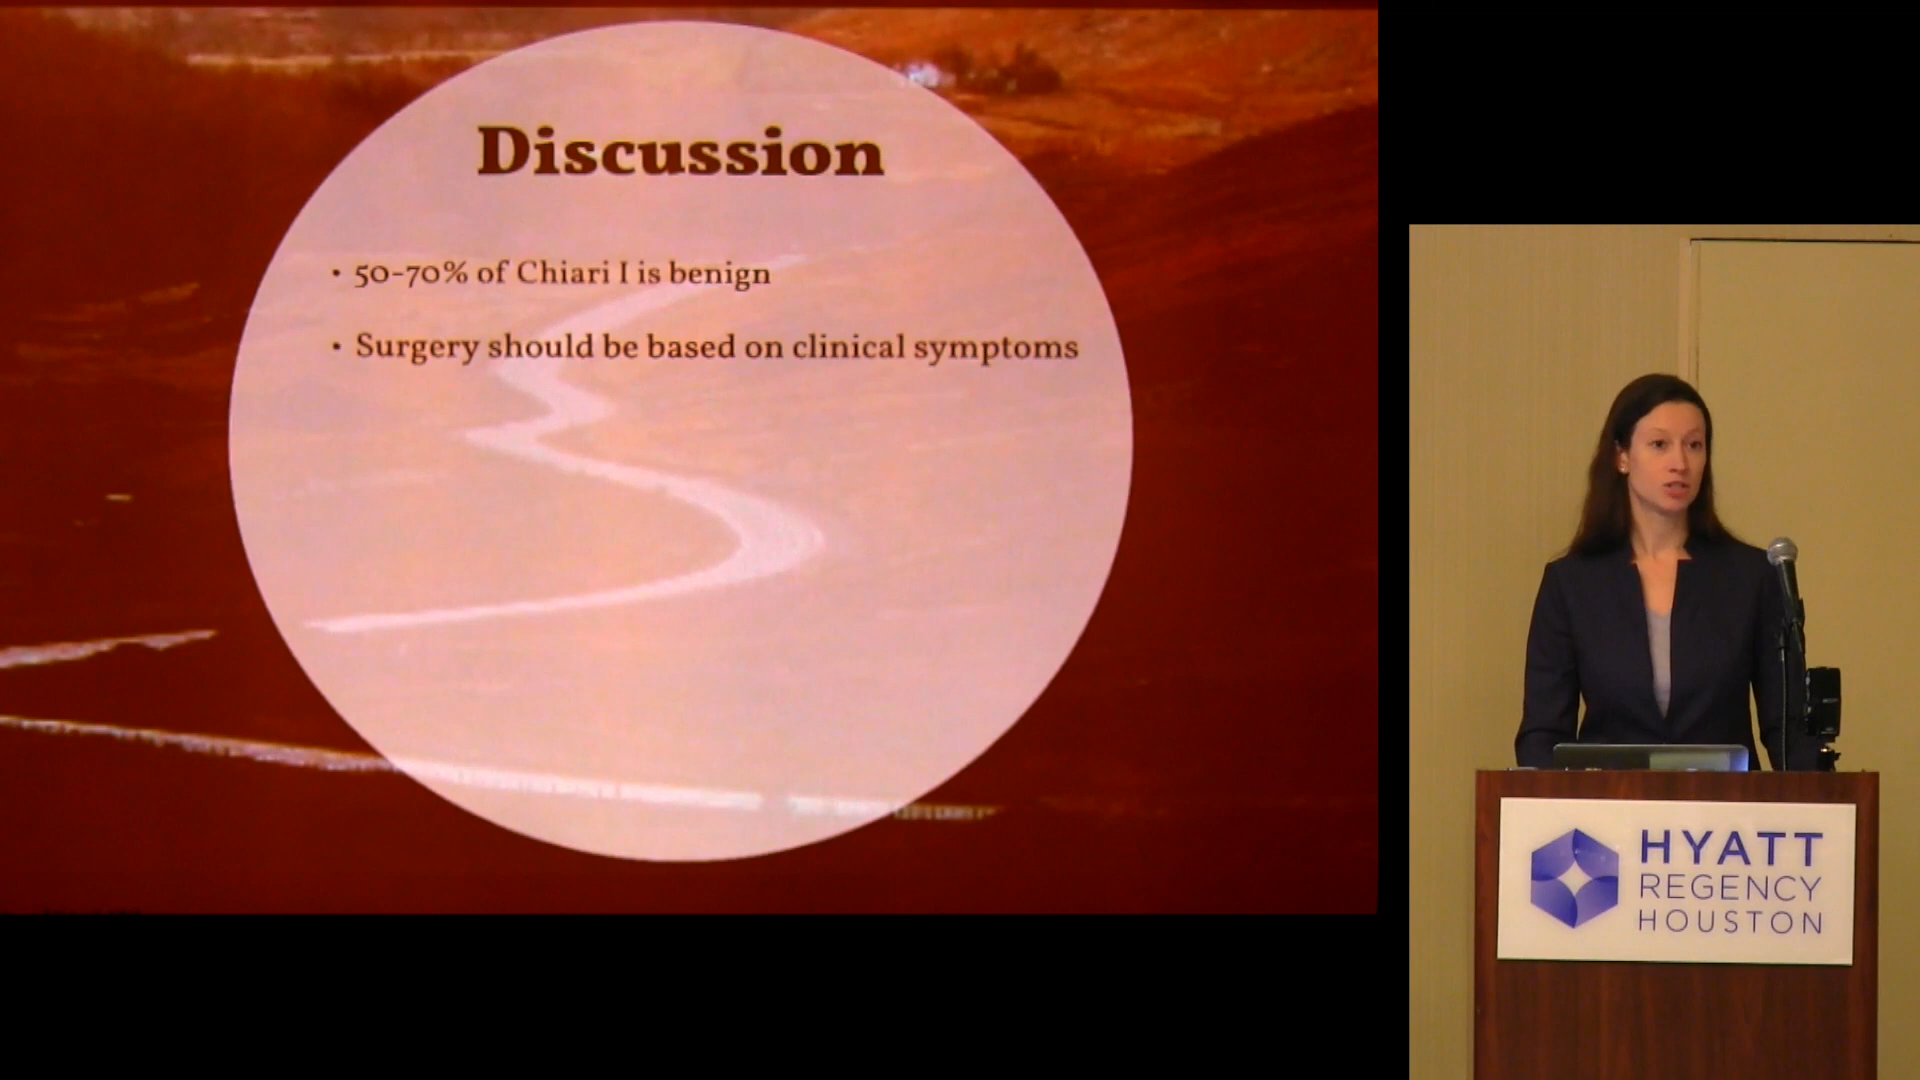 Discussion
• 50-70% of Chiari I is benign
• Surgery should be based on clinical symptoms
HYATT
REGENCY
HOUSTON